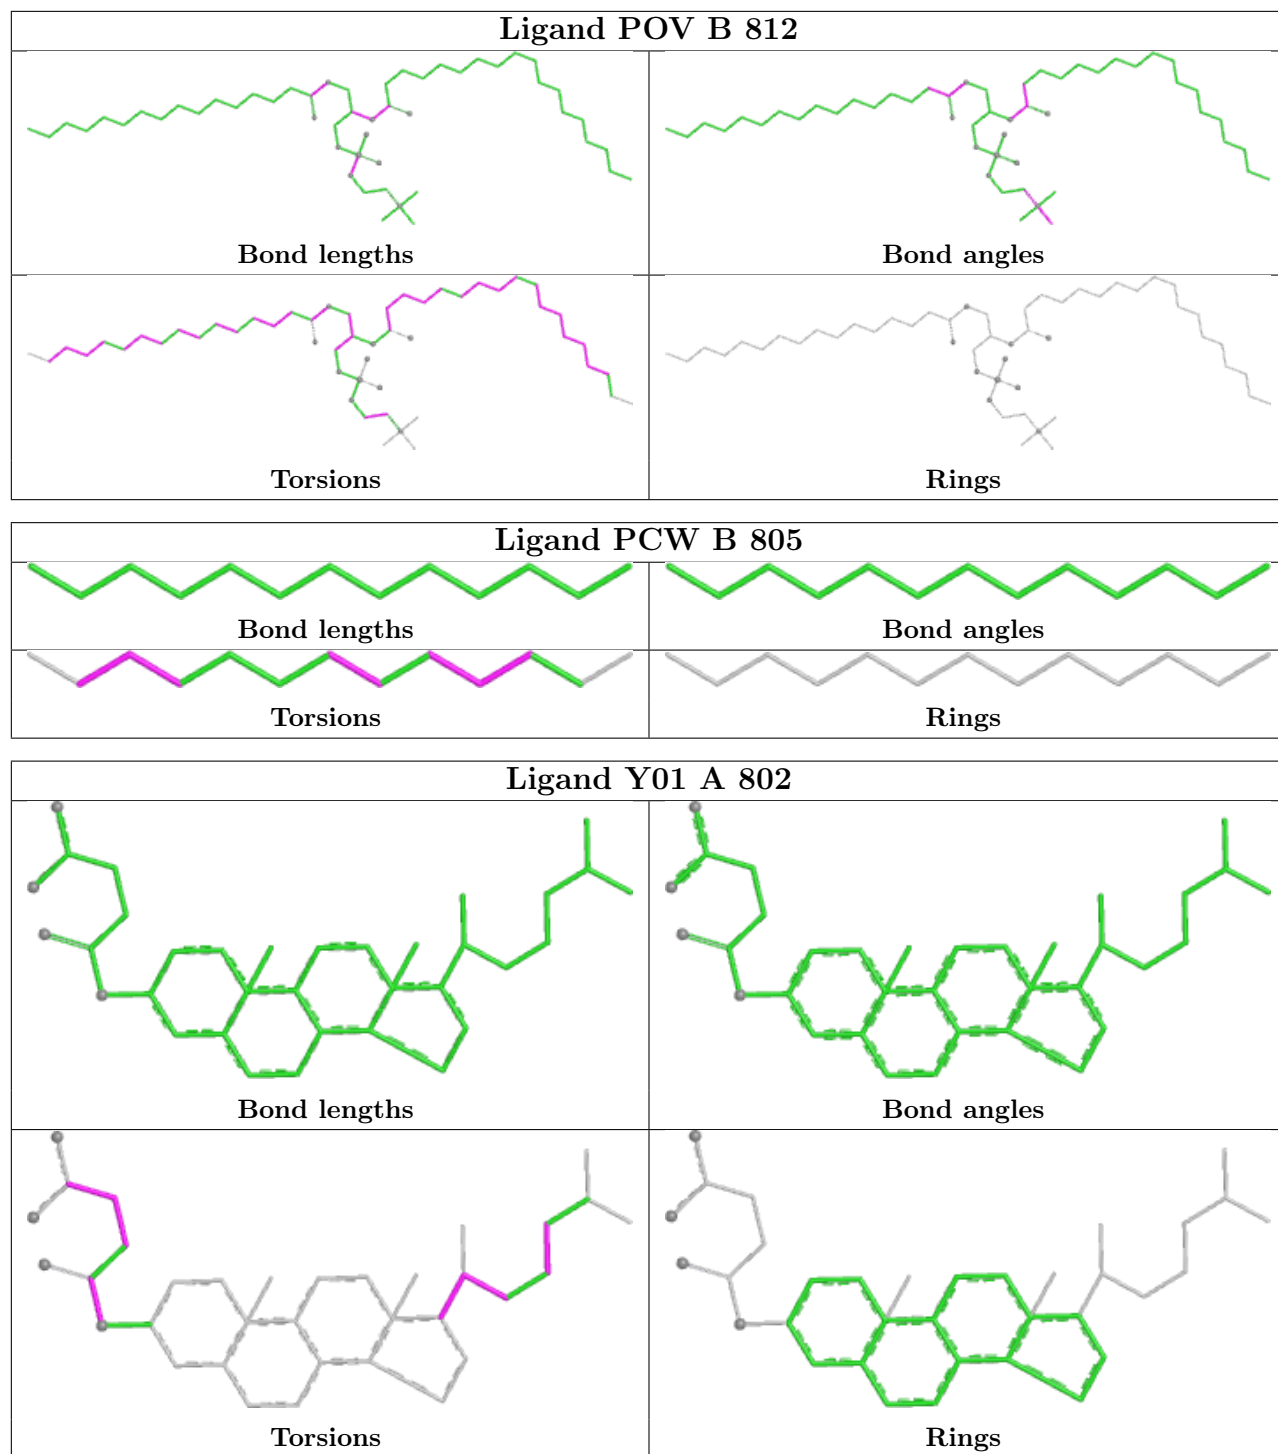 Ligand POV B 812
Bond lengths
Bond angles
Torsions
Rings
Ligand PCW B 805
Bond lengths
Bond angles
Torsions
Rings
Ligand Y01 A 802
Bond lengths
Bond angles
Torsions
Rings